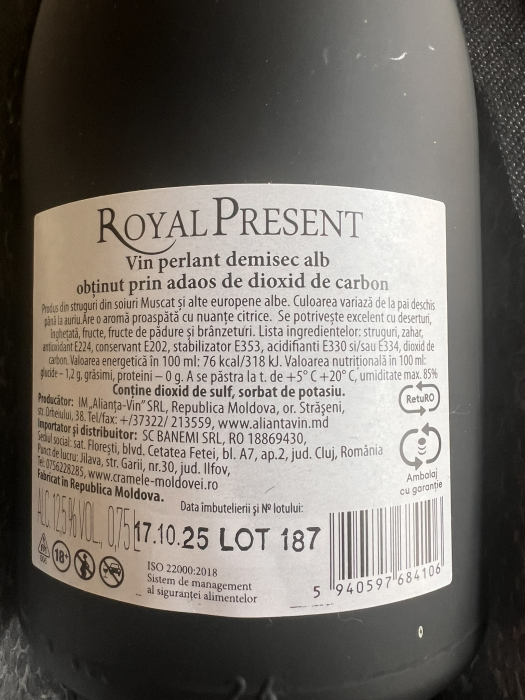 ROYAL PRESENT
Vin perlant demisec alb
obținut prin adaos de dioxid de carbon
Produs din struguri din soiuri Muscat și alte europene albe. Culoarea variază de la pai deschis
până la auriu. Are o aromă proaspătă cu nuanțe citrice. Se potrivește excelent cu deserturi,
înghețată, fructe, fructe de pădure și brânzeturi. Lista ingredientelor: struguri, zahar,
antioxidant E224, conservant E202, stabilizator E353, acidifianti E330 si/sau E334, dioxid de
carbon. Valoarea energetică în 100 ml: 76 kcal/318 kJ. Valoarea nutrițională în 100 ml:
glucide – 1,2 g, grăsimi, proteini – 0 g. A se păstra la t. de +5° C +20° C, umiditate max. 85%
Conține dioxid de sulf, sorbat de potasiu.
Producător: IM „Alianța-Vin” SRL, Republica Moldova, or. Strășeni,
str. Orheiului, 38. Tel/fax: +/37322/ 213559, www.aliantavin.md
Importator și distribuitor: SC BANEMI SRL, RO 18869430,
Sediul social: sat. Florești, blvd. Cetatea Fetei, bl. A7, ap.2, jud. Cluj, România
Punct de lucru: Jilava, str. Garii, nr.30, jud. Ilfov,
Tel: 0756228285, www.cramele-moldovei.ro
Fabricat in Republica Moldova.
RetuRO
Ambalaj
cu garanție
Data îmbutelierii și № lotului:
ALC. 12,5 % VOL., 0,75 L
17.10.25 LOT 187
18+
ISO 22000:2018
Sistem de management
al siguranței alimentelor
5 940597 684106